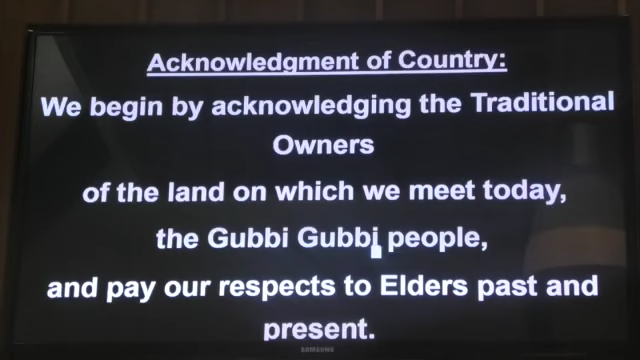 Acknowledgment of Country:
We begin by acknowledging the Traditional
Owners
of the land on which we meet today,
the Gubbi Gubbi people,
and pay our respects to Elders past and
present.
SAMSUNG